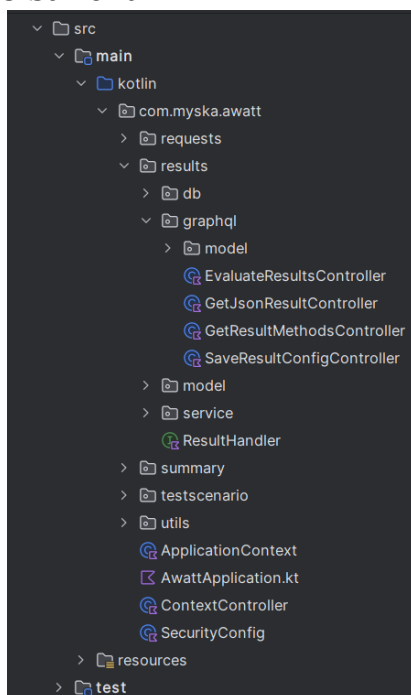 src
main
kotlin
com.myska.awatt
requests
results
db
graphql
model
EvaluateResultsController
GetJsonResultController
GetResultMethodsController
SaveResultConfigController
model
service
ResultHandler
summary
testscenario
utils
ApplicationContext
AwattApplication.kt
ContextController
SecurityConfig
resources
test